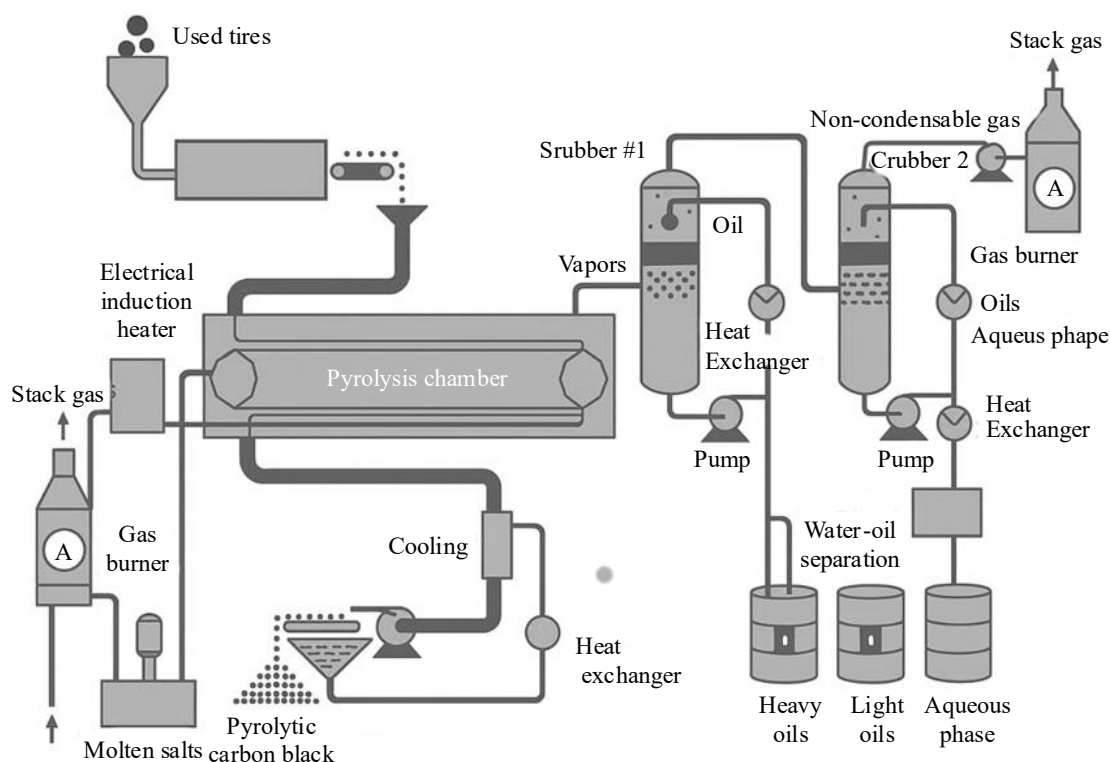 Used tires
Stack gas
Non-condensable gas
Srubber #1
Crubber 2
A
Oil
Gas burner
Vapors
Electrical
induction
heater
Oils
Aqueus phape
Heat
Exchanger
Pyrolysis chamber
Stack gas
Heat
Exchanger
Pump
Pump
Gas
burner
A
Cooling
Water-oil
separation
Heat
exchanger
Pyrolytic
carbon black
Molten salts
Heavy
oils
Light
oils
Aqueous
phase